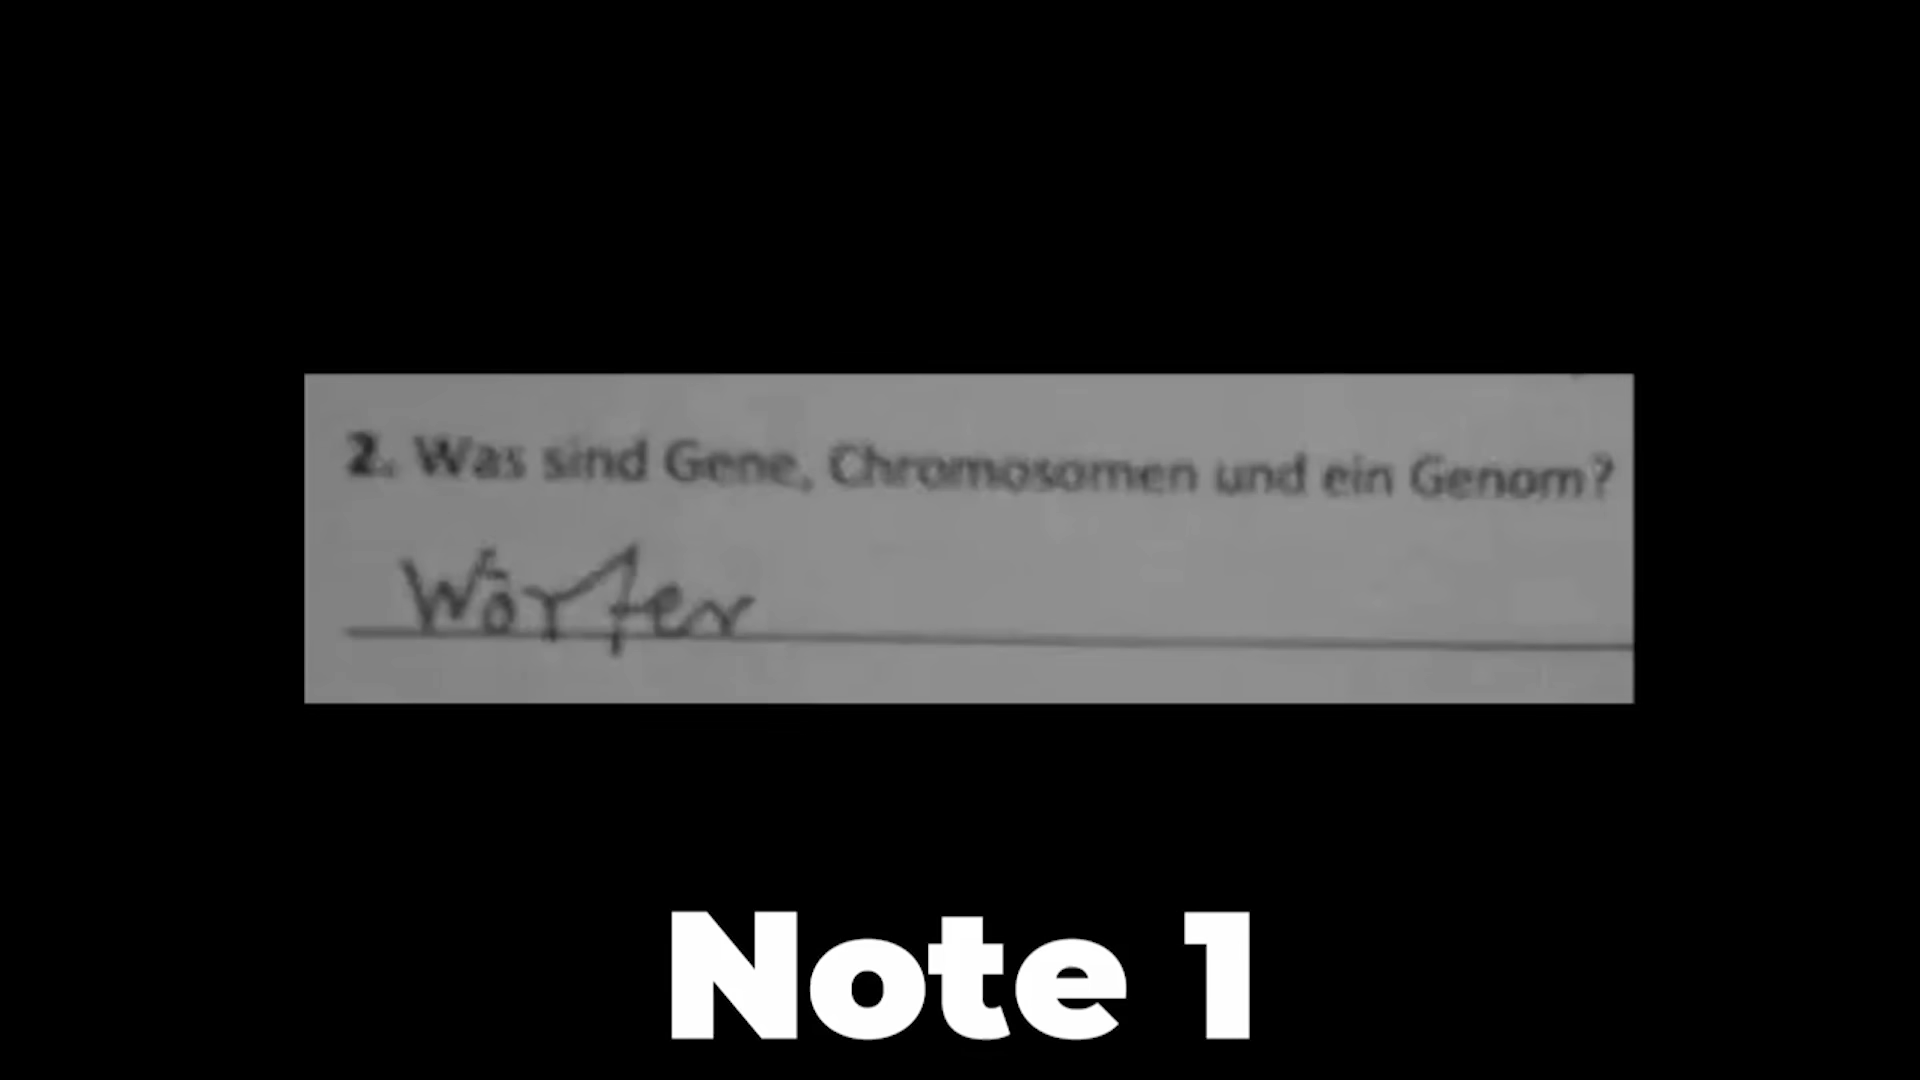 2. Was sind Gene, Chromosomen und ein Genom?
Wörter
Note 1